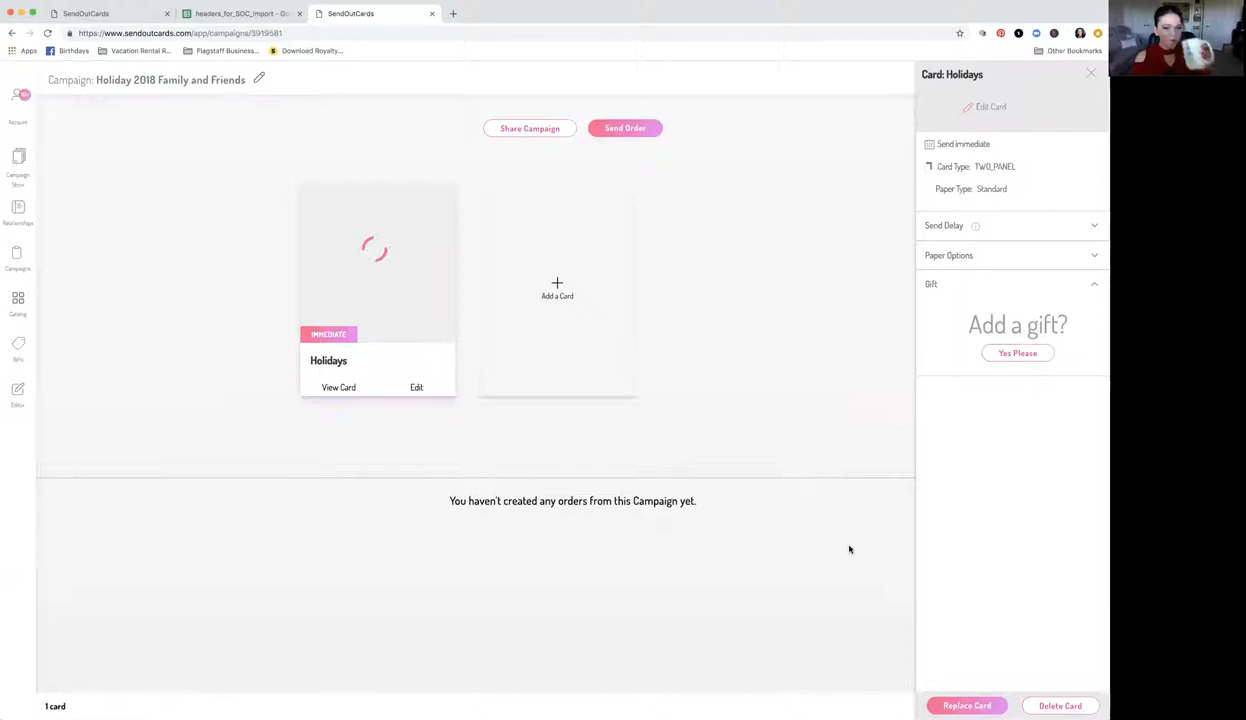 SendOutCards
headers_for_SOC_Import - Go
SendOutCards
https://www.sendoutcards.com/app/campaigns/3919581
Apps
Birthdays
Vacation Rental R...
Flagstaff Business...
Download Royalty...
Other Bookmarks
Campaign: Holiday 2018 Family and Friends
Card: Holidays
Edit Card
Account
Share Campaign
Send Order
Send immediate
Card Type: TWO_PANEL
Paper Type: Standard
Campaign
Store
Relationships
Send Delay
Campaigns
Paper Options
Catalog
Gift
Add a Card
Add a gift?
Yes Please
IMMEDIATE
Gifts
Holidays
View Card
Edit
Editor
You haven't created any orders from this Campaign yet.
1 card
Replace Card
Delete Card